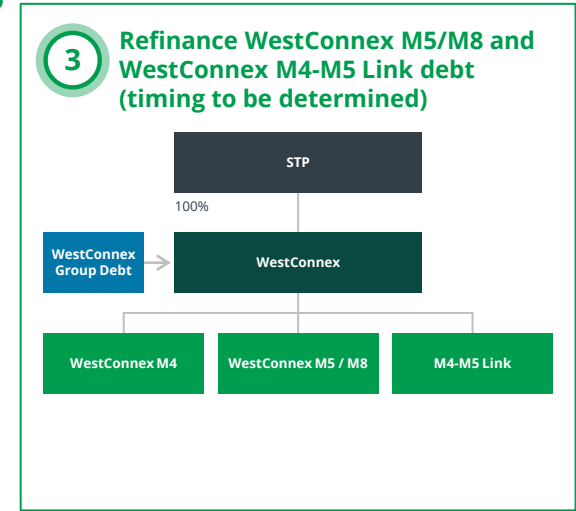 3
Refinance WestConnex M5/M8 and
WestConnex M4-M5 Link debt
(timing to be determined)
STP
100%
WestConnex
Group Debt
WestConnex
WestConnex M4
WestConnex M5 / M8
M4-M5 Link